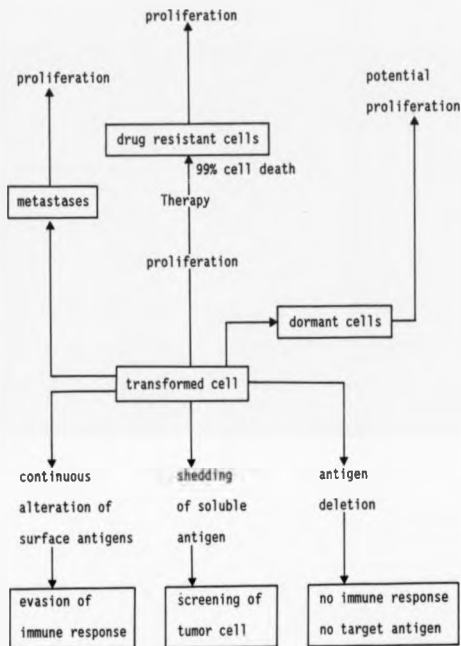 proliferation
proliferation
potential
proliferation
drug resistant cells
99% cell death
metastases
Therapy
proliferation
dormant cells
transformed cell
continuous
alteration of
surface antigens
shedding
of soluble
antigen
antigen
deletion
evasion of
immune response
screening of
tumor cell
no immune response
no target antigen